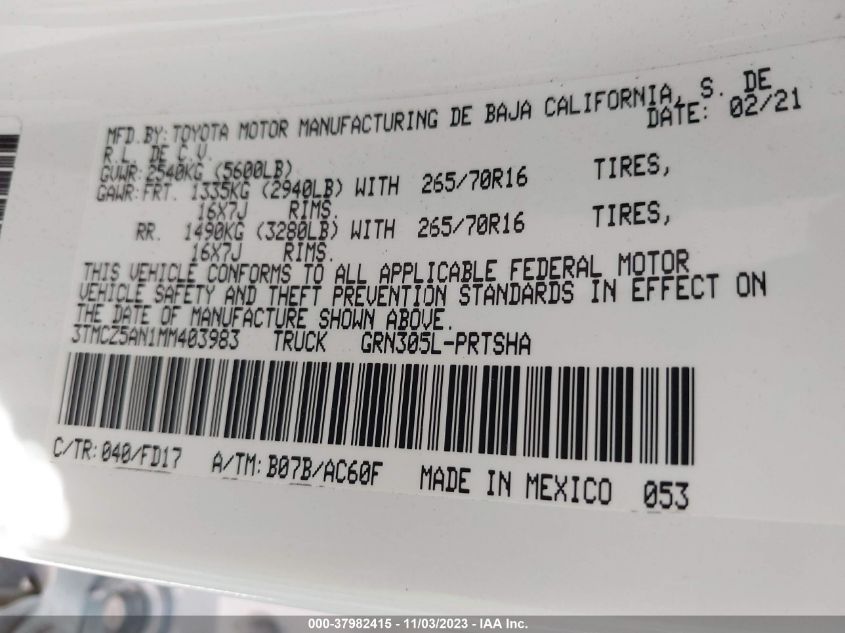 MFD.BY: TOYOTA MOTOR MANUFACTURING DE BAJA CALIFORNIA, S. DE
R.L. DE C.V. DATE: 02/21
GVWR: 2540KG (5600LB)
GAWR: FRT. 1335KG (2940LB) WITH 265/70R16 TIRES,
16X7J RIMS.
RR. 1490KG (3280LB) WITH 265/70R16 TIRES,
16X7J RIMS.
THIS VEHICLE CONFORMS TO ALL APPLICABLE FEDERAL MOTOR
VEHICLE SAFETY AND THEFT PREVENTION STANDARDS IN EFFECT ON
THE DATE OF MANUFACTURE SHOWN ABOVE.
3TMCZ5AN1MM403983 TRUCK GRN305L-PRTSHA
C/TR: 040/FD17 A/TM: B07B/AC60F MADE IN MEXICO 053
000-37982415 - 11/03/2023 - IAA Inc.